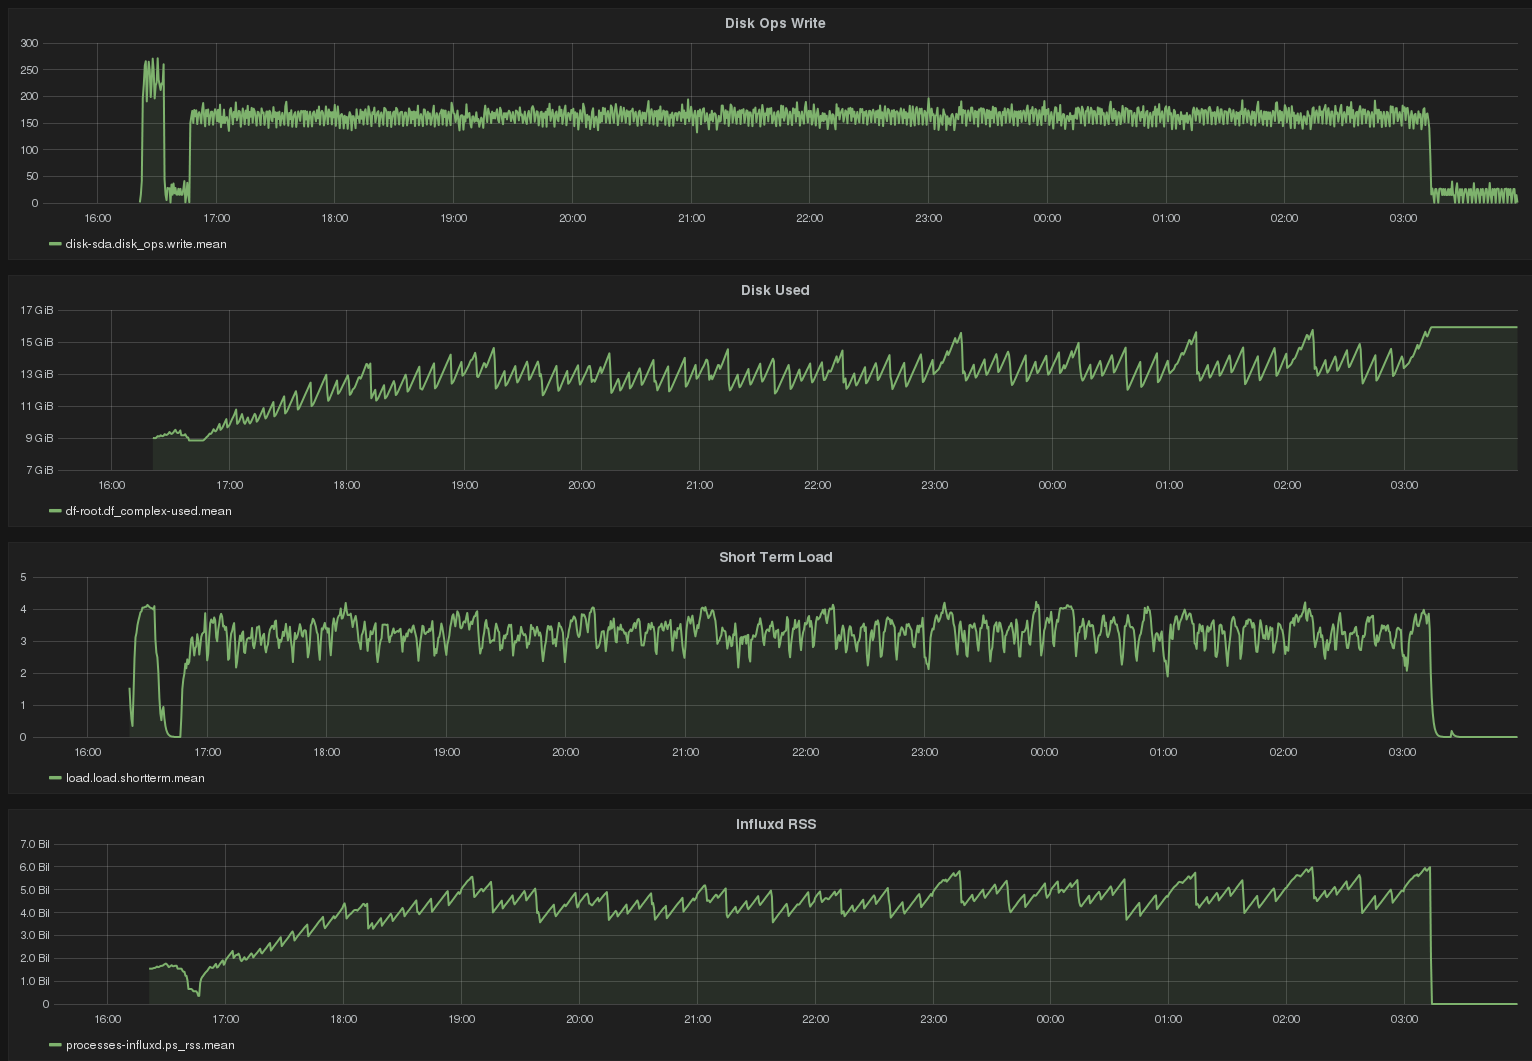 Disk Ops Write
300
250
200
150
100
50
0
16:00 17:00 18:00 19:00 20:00 21:00 22:00 23:00 00:00 01:00 02:00 03:00
disk-sda.disk_ops.write.mean
Disk Used
17 GiB
15 GiB
13 GiB
11 GiB
9 GiB
7 GiB
16:00 17:00 18:00 19:00 20:00 21:00 22:00 23:00 00:00 01:00 02:00 03:00
df-root.df_complex-used.mean
Short Term Load
5
4
3
2
1
0
16:00 17:00 18:00 19:00 20:00 21:00 22:00 23:00 00:00 01:00 02:00 03:00
load.load.shortterm.mean
Influxd RSS
7.0 Bil
6.0 Bil
5.0 Bil
4.0 Bil
3.0 Bil
2.0 Bil
1.0 Bil
0
16:00 17:00 18:00 19:00 20:00 21:00 22:00 23:00 00:00 01:00 02:00 03:00
processes-influxd.ps_rss.mean